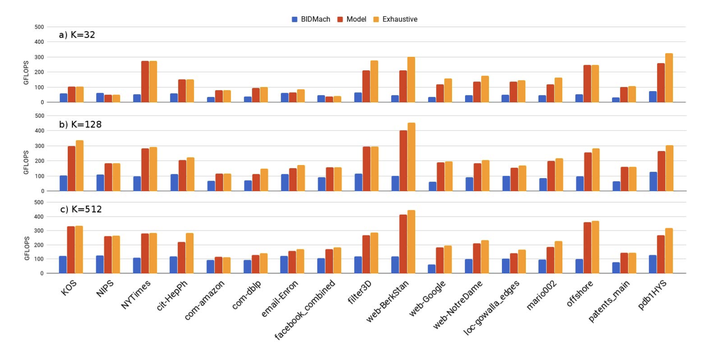 BIDMach Model Exhaustive
a) K=32
GFLOPS
500
400
300
200
100
0
b) K=128
GFLOPS
500
400
300
200
100
0
c) K=512
GFLOPS
500
400
300
200
100
0
KOS
NIPS
NYTimes
cit-HepPh
com-amazon
com-dblp
email-Enron
facebook_combined
filter3D
web-BerkStan
web-Google
web-NotreDame
loc-gowalla_edges
mario002
offshore
patents_main
pdb1HYS